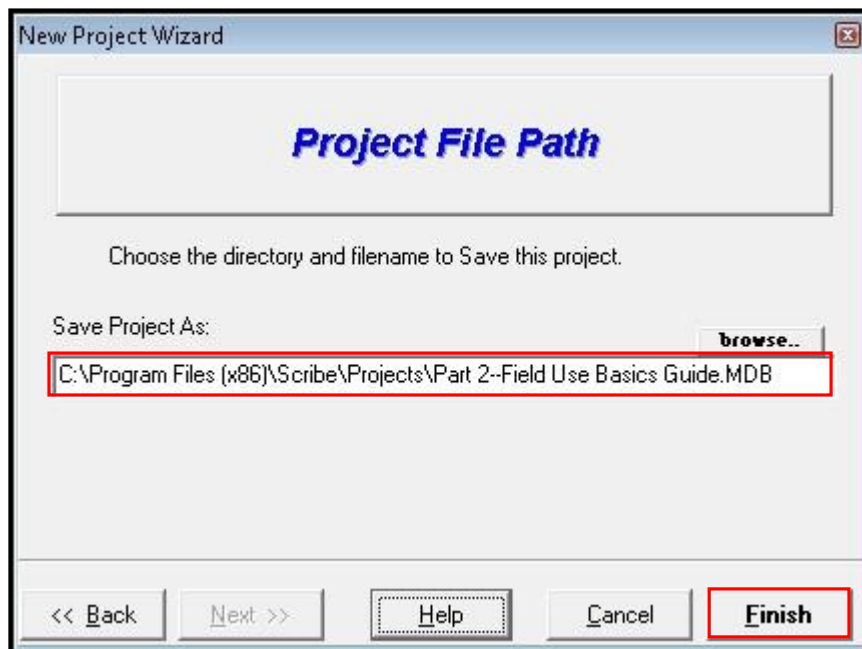 New Project Wizard
Project File Path
Choose the directory and filename to Save this project.
Save Project As:
browse..
C:\Program Files (x86)\Scribe\Projects\Part 2--Field Use Basics Guide.MDB
<< Back Next >> Help Cancel Finish